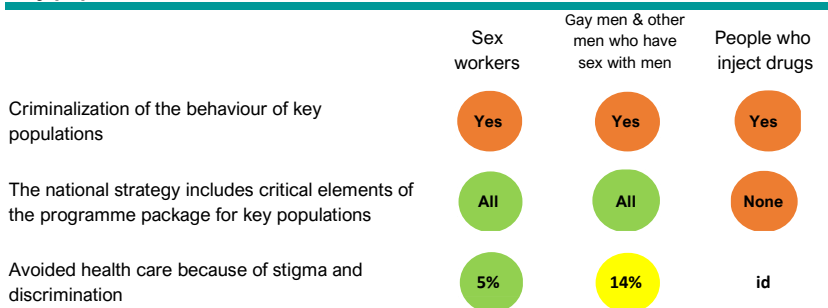 Sex
workers
Gay men & other
men who have
sex with men
People who
inject drugs
Criminalization of the behaviour of key
populations
Yes
Yes
Yes
The national strategy includes critical elements of
the programme package for key populations
All
All
None
Avoided health care because of stigma and
discrimination
5%
14%
id